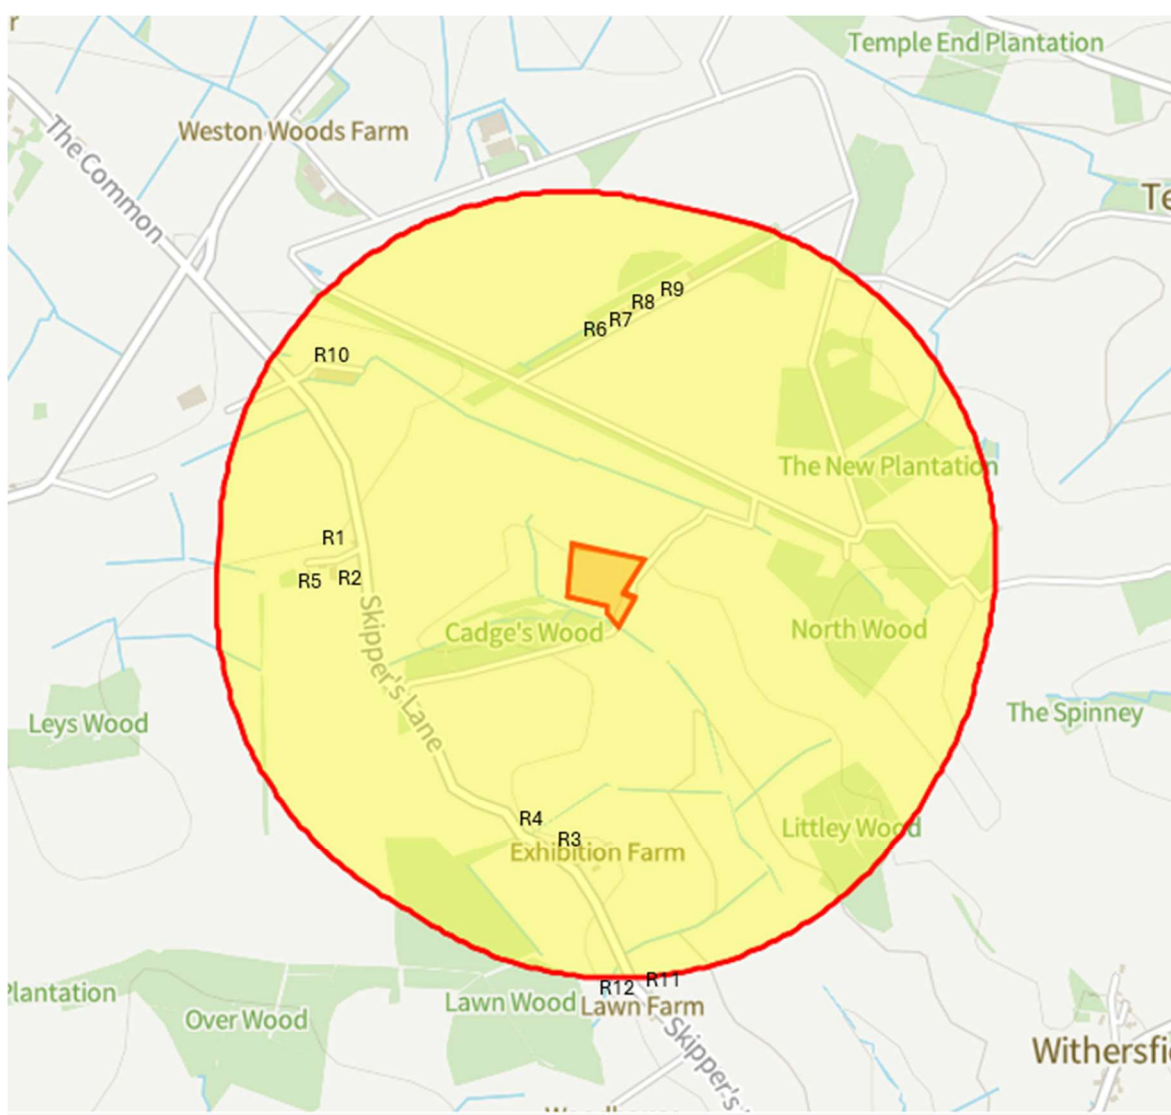 r
Temple End Plantation
Weston Woods Farm
The Common
Te
R9
R8
R7
R6
R10
The New Plantation
R1
R5
R2
Skipper's Lane
Cadge's Wood
North Wood
Leys Wood
The Spinney
R4
R3
Exhibition Farm
Littley Wood
R11
R12
Plantation
Over Wood
Lawn Wood
Lawn Farm
Skipper's
Withersfi